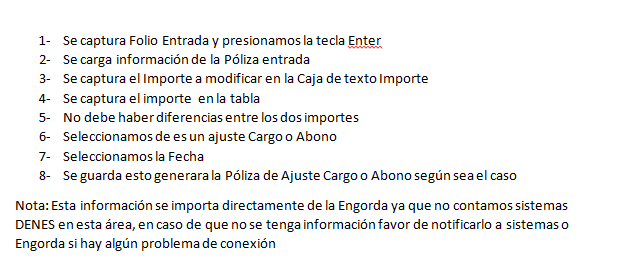 1- Se captura Folio Entrada y presionamos la tecla Enter
2- Se carga información de la Póliza entrada
3- Se captura el Importe a modificar en la Caja de texto Importe
4- Se captura el importe en la tabla
5- No debe haber diferencias entre los dos importes
6- Seleccionamos de es un ajuste Cargo o Abono
7- Seleccionamos la Fecha
8- Se guarda esto generara la Póliza de Ajuste Cargo o Abono según sea el caso
Nota: Esta información se importa directamente de la Engorda ya que no contamos sistemas
DENES en esta área, en caso de que no se tenga información favor de notificarlo a sistemas o
Engorda si hay algún problema de conexión